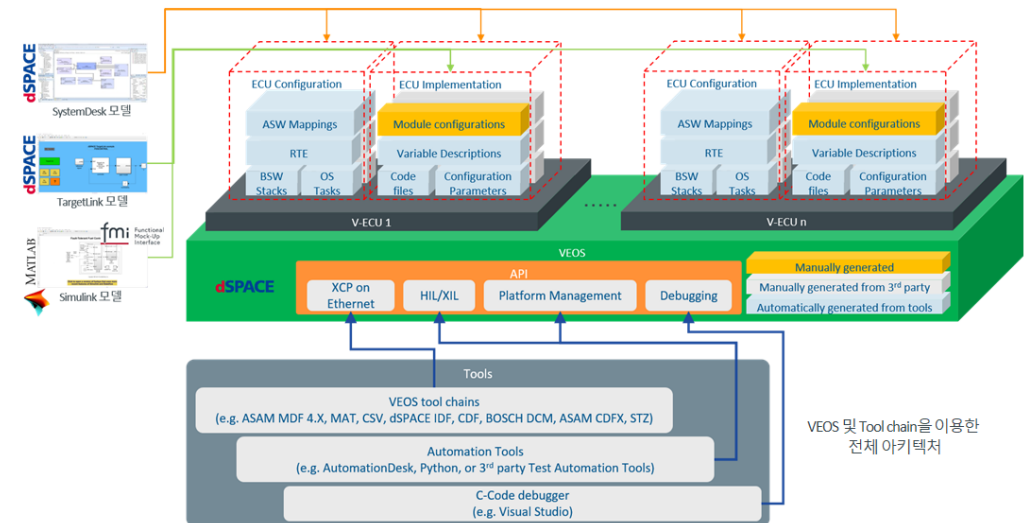 dSPACE
SystemDesk 모델
dSPACE
TargetLink 모델
MATLAB
fmi Functional
Mock-Up
Interface
Simulink 모델
ECU Configuration
ASW Mappings
RTE
BSW
Stacks
OS
Tasks
ECU Implementation
Module configurations
Variable Descriptions
Code
files
Configuration
Parameters
V-ECU 1
.....
ECU Configuration
ASW Mappings
RTE
BSW
Stacks
OS
Tasks
ECU Implementation
Module configurations
Variable Descriptions
Code
files
Configuration
Parameters
V-ECU n
VEOS
dSPACE
API
XCP on
Ethernet
HIL/XIL
Platform Management
Debugging
Manually generated
Manually generated from 3rd party
Automatically generated from tools
Tools
VEOS tool chains
(e.g. ASAM MDF 4.X, MAT, CSV, dSPACE IDF, CDF, BOSCH DCM, ASAM CDFX, STZ)
Automation Tools
(e.g. AutomationDesk, Python, or 3rd party Test Automation Tools)
C-Code debugger
(e.g. Visual Studio)
VEOS 및 Tool chain을 이용한
전체 아키텍처